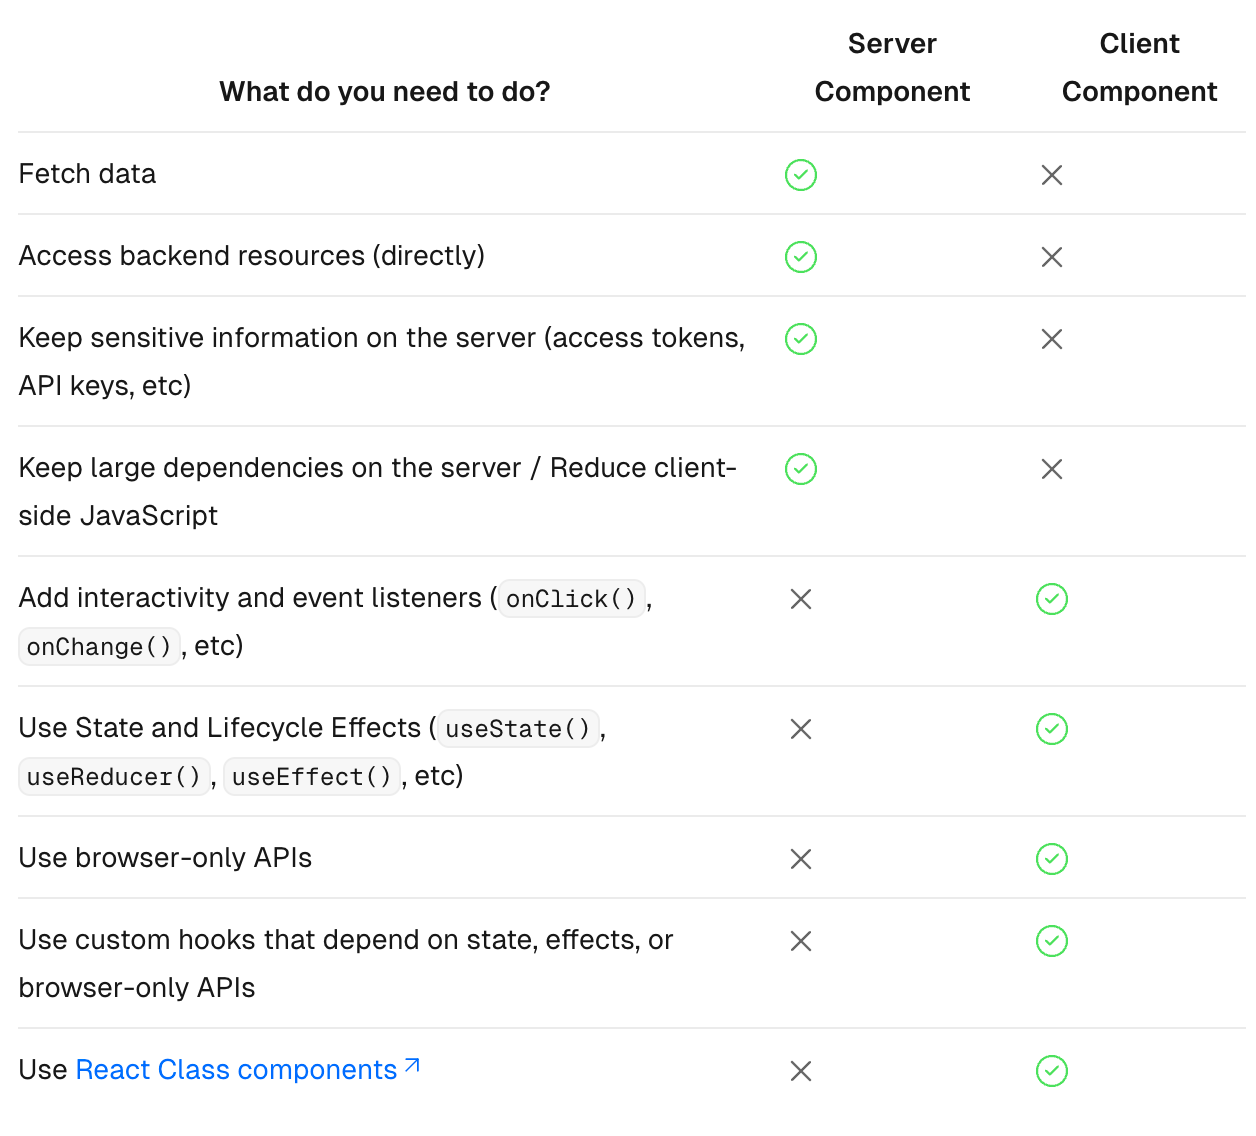 Server Component
Client Component
What do you need to do?
Fetch data
Access backend resources (directly)
Keep sensitive information on the server (access tokens,
API keys, etc)
Keep large dependencies on the server / Reduce client-
side JavaScript
Add interactivity and event listeners (onClick(),
onChange(), etc)
Use State and Lifecycle Effects (useState(),
useReducer(), useEffect(), etc)
Use browser-only APIs
Use custom hooks that depend on state, effects, or
browser-only APIs
Use React Class components